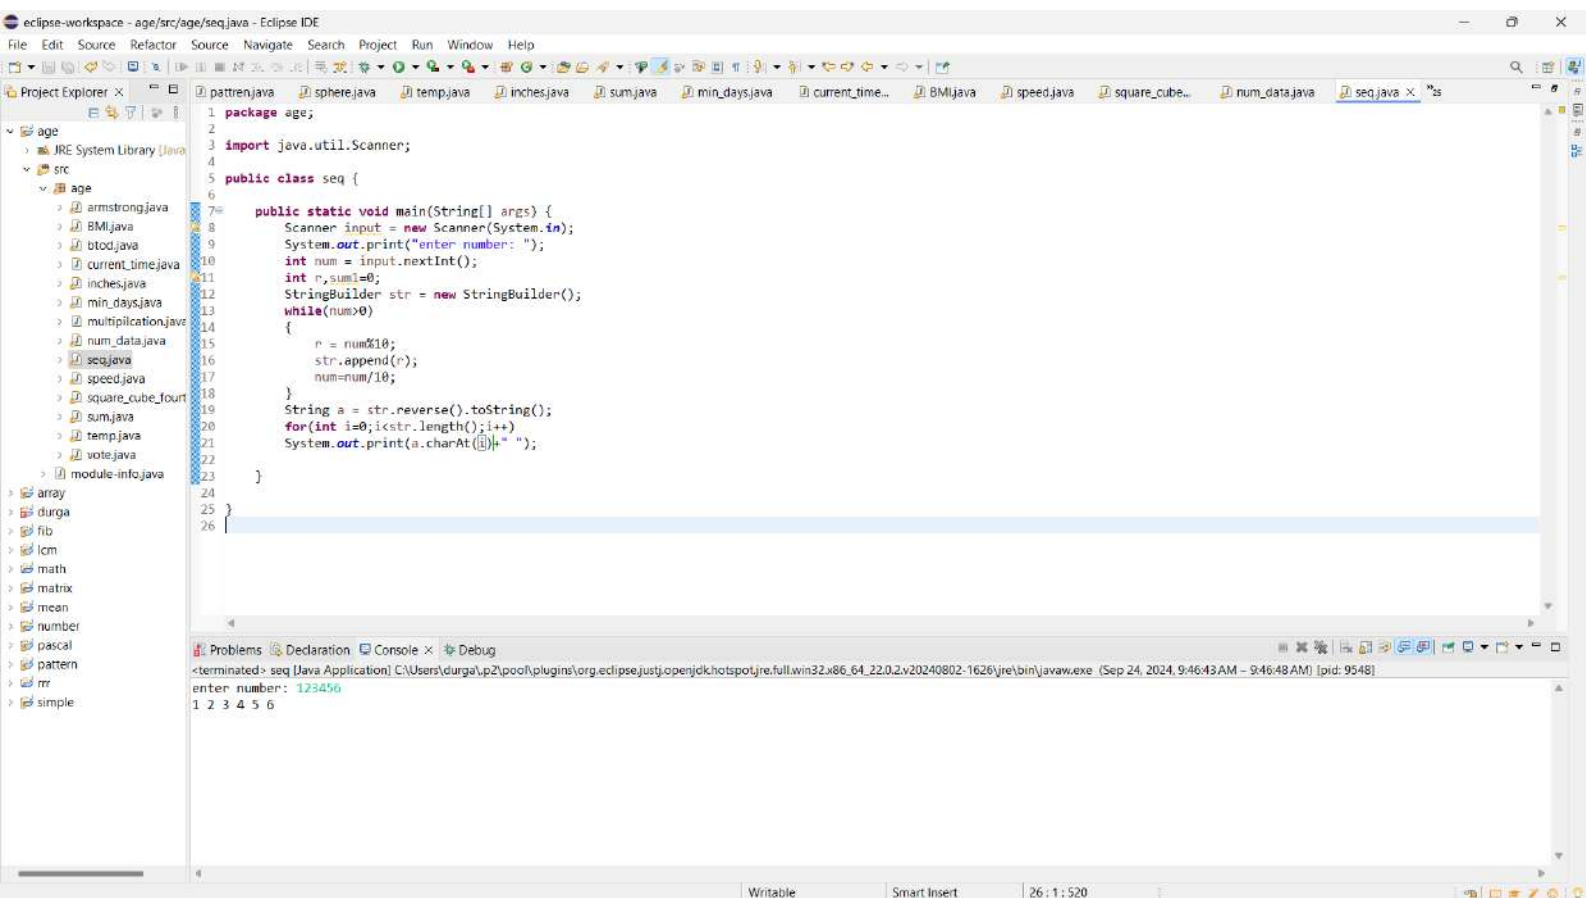 eclipse-workspace - age/src/age/seq.java - Eclipse IDE
File Edit Source Refactor Source Navigate Search Project Run Window Help
Project Explorer ×
pattren.java sphere.java temp.java inches.java sum.java min_days.java current_time... BMI.java speed.java square_cube... num_data.java seq.java × »25
age
JRE System Library [Java
src
age
armstrong.java
BMI.java
btod.java
current_time.java
inches.java
min_days.java
multipilcation.java
num_data.java
seq.java
speed.java
square_cube_fourt
sum.java
temp.java
vote.java
module-info.java
array
durga
fib
lcm
math
matrix
mean
number
pascal
pattern
rrr
simple
1 package age;
2
3 import java.util.Scanner;
4
5 public class seq {
6
7 public static void main(String[] args) {
8 Scanner input = new Scanner(System.in);
9 System.out.print("enter number: ");
10 int num = input.nextInt();
11 int r,sum1=0;
12 StringBuilder str = new StringBuilder();
13 while(num>0)
14 {
15 r = num%10;
16 str.append(r);
17 num=num/10;
18 }
19 String a = str.reverse().toString();
20 for(int i=0;i<str.length();i++)
21 System.out.print(a.charAt(i)+" ");
22
23 }
24
25 }
26
Problems Declaration Console × Debug
<terminated> seq [Java Application] C:\Users\durga\.p2\pool\plugins\org.eclipse.justj.openjdk.hotspot.jre.full.win32.x86_64_22.0.2.v20240802-1626\jre\bin\javaw.exe (Sep 24, 2024, 9:46:43 AM – 9:46:48 AM) [pid: 9548]
enter number: 123456
1 2 3 4 5 6
Writable Smart Insert 26 : 1 : 520